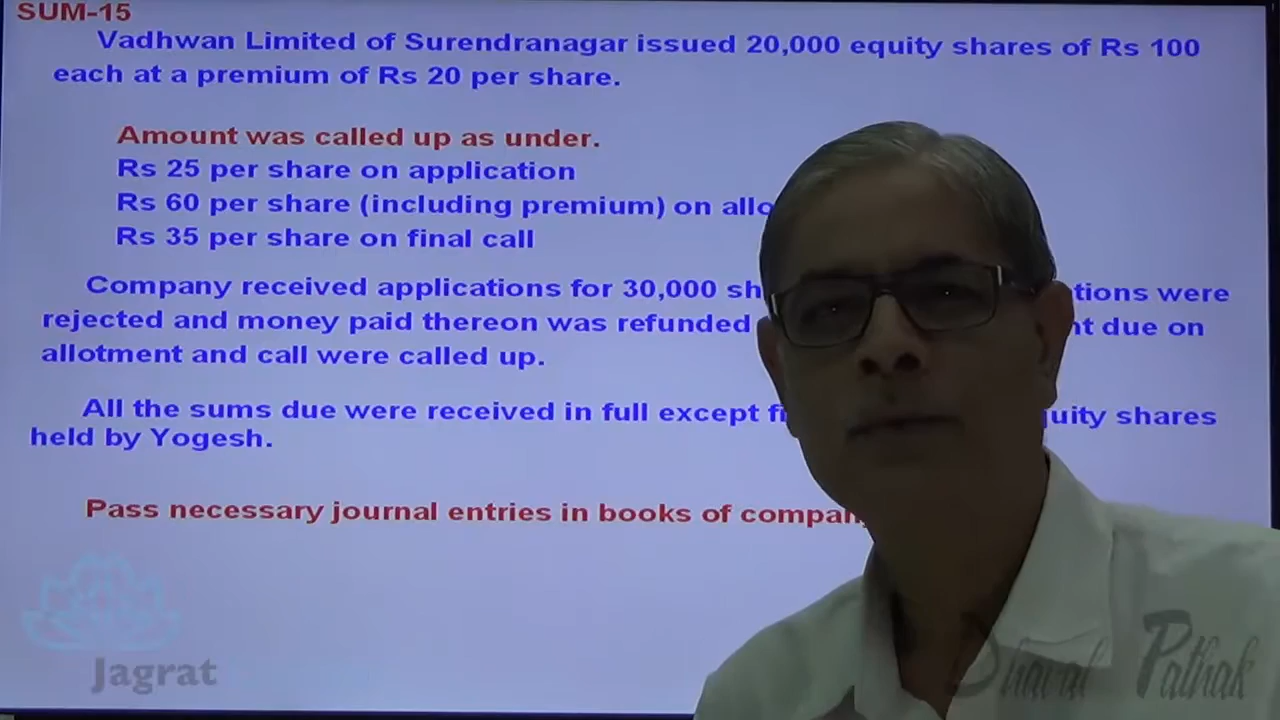 SUM-15
Vadhwan Limited of Surendranagar issued 20,000 equity shares of Rs 100
each at a premium of Rs 20 per share.
Amount was called up as under.
Rs 25 per share on application
Rs 60 per share (including premium) on allo
Rs 35 per share on final call
Company received applications for 30,000 sh tions were
rejected and money paid thereon was refunded t due on
allotment and call were called up.
All the sums due were received in full except fi uity shares
held by Yogesh.
Pass necessary journal entries in books of company
Jagrat
Dhaval Pathak